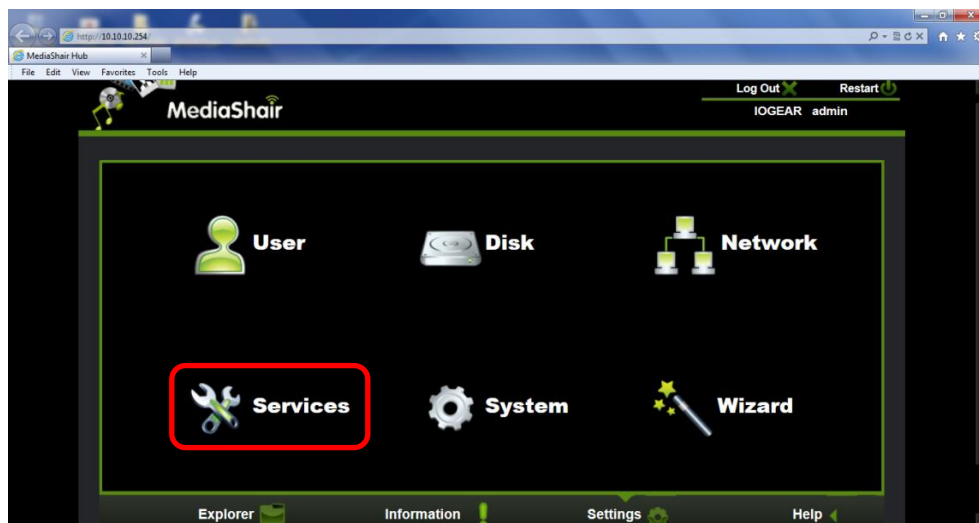 http://10.10.10.254/
MediaShair Hub
File Edit View Favorites Tools Help
MediaShair
Log Out Restart
IOGEAR admin
User Disk Network
Services System Wizard
Explorer Information Settings Help